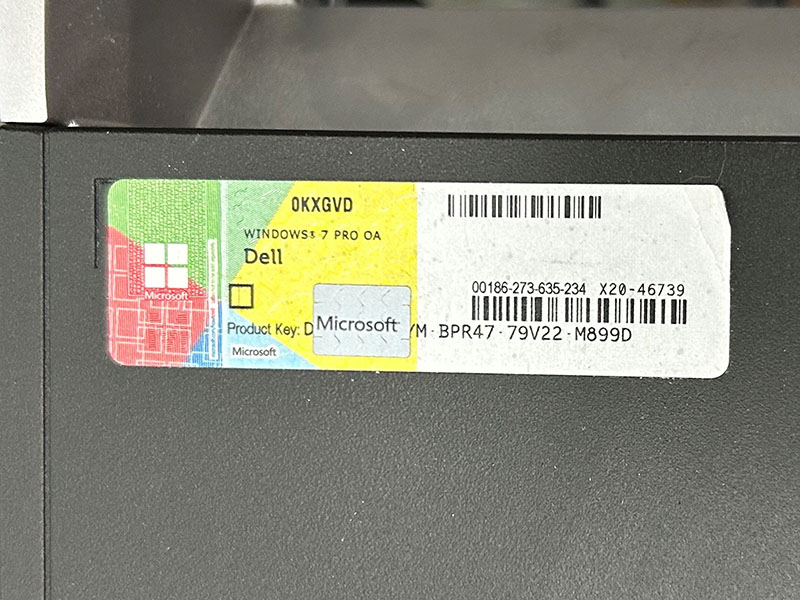 0KXGVD
WINDOWS® 7 PRO OA
Dell
Microsoft
00186-273-635-234 X20-46739
Microsoft
Product Key: D YM-BPR47-79V22-M899D
Microsoft